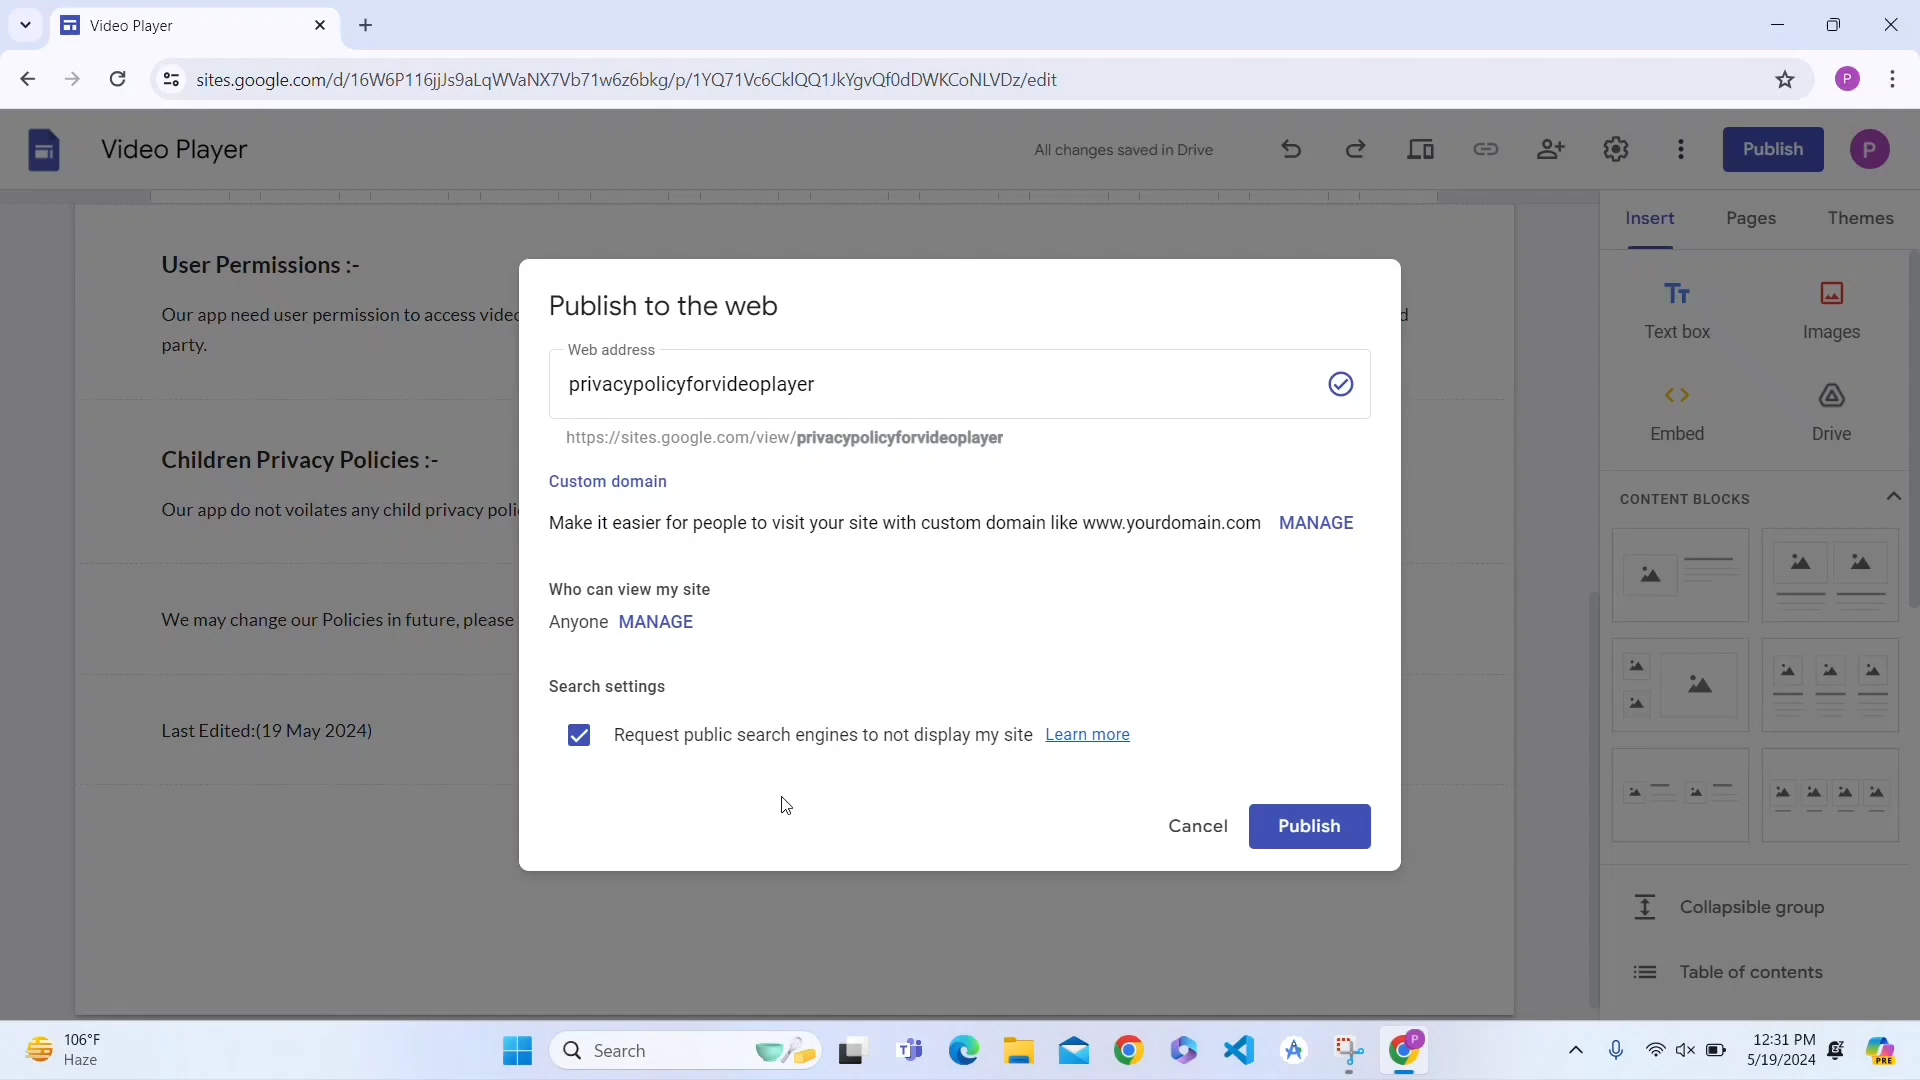 Video Player
sites.google.com/d/16W6P116jjJs9aLqWVaNX7Vb71w6z6bkg/p/1YQ71Vc6CklQQ1JkYgvQf0dDWKCoNLVDz/edit
P
Video Player
All changes saved in Drive
Publish
P
Insert
Pages
Themes
User Permissions :-
Our app need user permission to access
d
party.
Children Privacy Policies :-
Our app do not voilates any child privacy
We may change our Policies in future, please
Last Edited:(19 May 2024)
Publish to the web
Web address
privacypolicyforvideoplayer
https://sites.google.com/view/privacypolicyforvideoplayer
Custom domain
Make it easier for people to visit your site with custom domain like www.yourdomain.com MANAGE
Who can view my site
Anyone MANAGE
Search settings
Request public search engines to not display my site Learn more
Cancel
Publish
Tт
Text box
Images
Embed
Drive
CONTENT BLOCKS
Collapsible group
Table of contents
106°F
Haze
Search
P
12:31 PM
5/19/2024
PRE